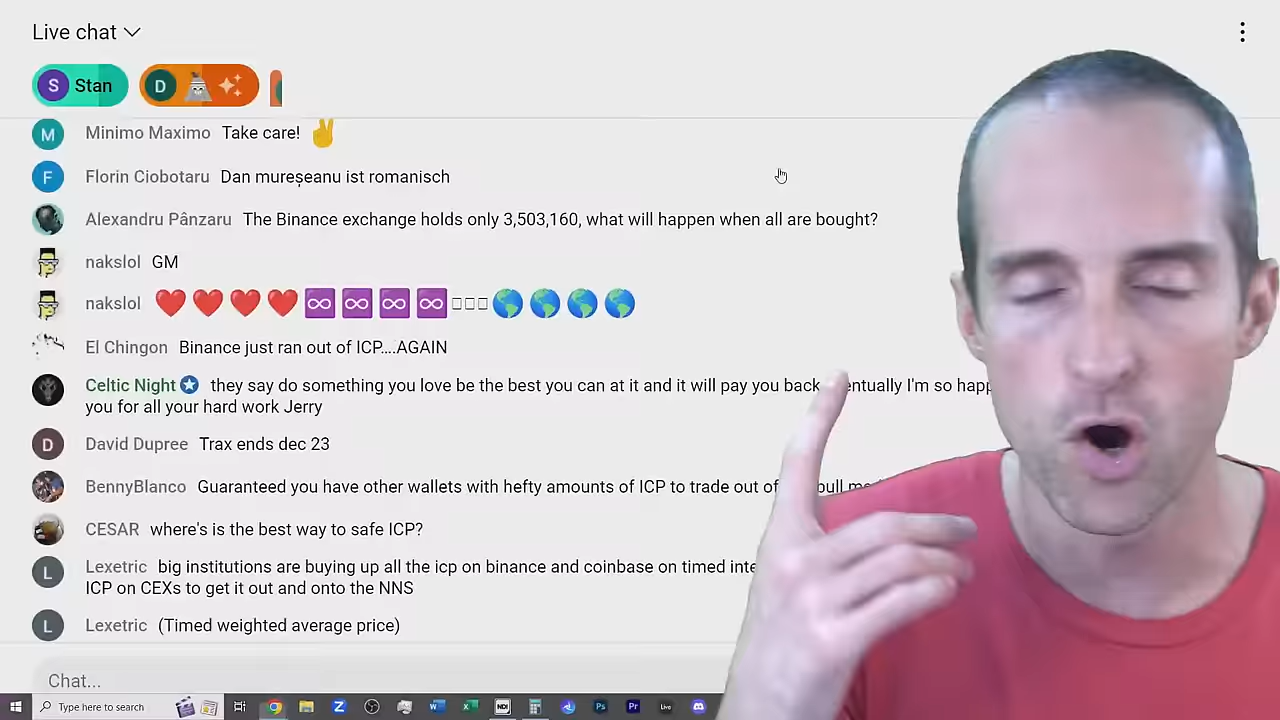 Live chat
S Stan D
M Minimo Maximo Take care!
F Florin Ciobotaru Dan mureșeanu ist romanisch
Alexandru Pânzaru The Binance exchange holds only 3,503,160, what will happen when all are bought?
nakslol GM
nakslol
El Chingon Binance just ran out of ICP....AGAIN
Celtic Night they say do something you love be the best you can at it and it will pay you back I'm so
you for all your hard work Jerry
D David Dupree Trax ends dec 23
BennyBlanco Guaranteed you have other wallets with hefty amounts of ICP to trade out of
CESAR where's is the best way to safe ICP?
L Lexetric big institutions are buying up all the icp on binance and coinbase on timed
ICP on CEXs to get it out and onto the NNS
L Lexetric (Timed weighted average price)
Chat...
Type here to search